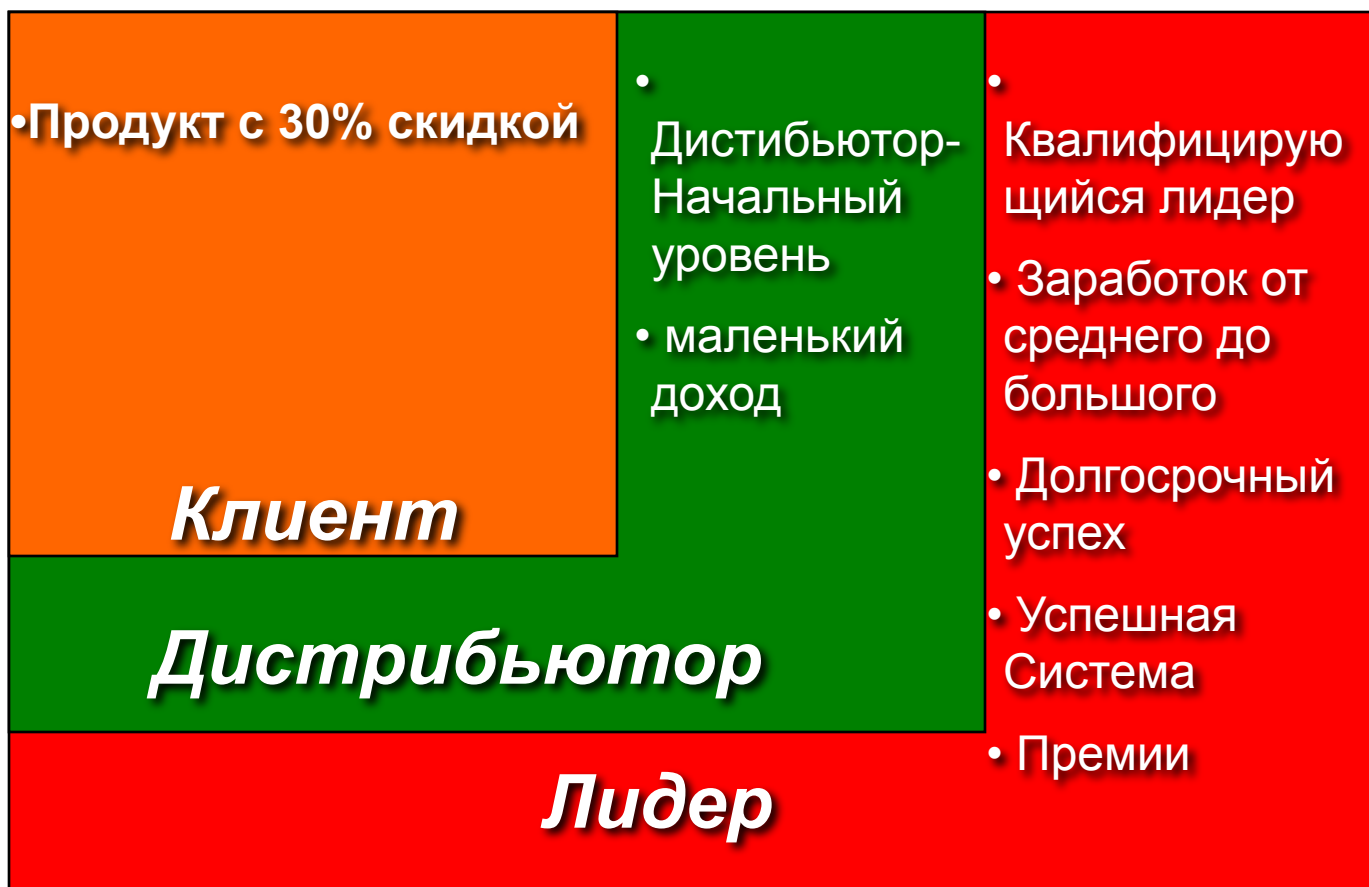 •Продукт с 30% скидкой
Клиент
•
Дистибьютор-
Начальный
уровень
• маленький
доход
Дистрибьютор
•
Квалифицирую
щийся лидер
• Заработок от
среднего до
большого
• Долгосрочный
успех
• Успешная
Система
• Премии
Лидер